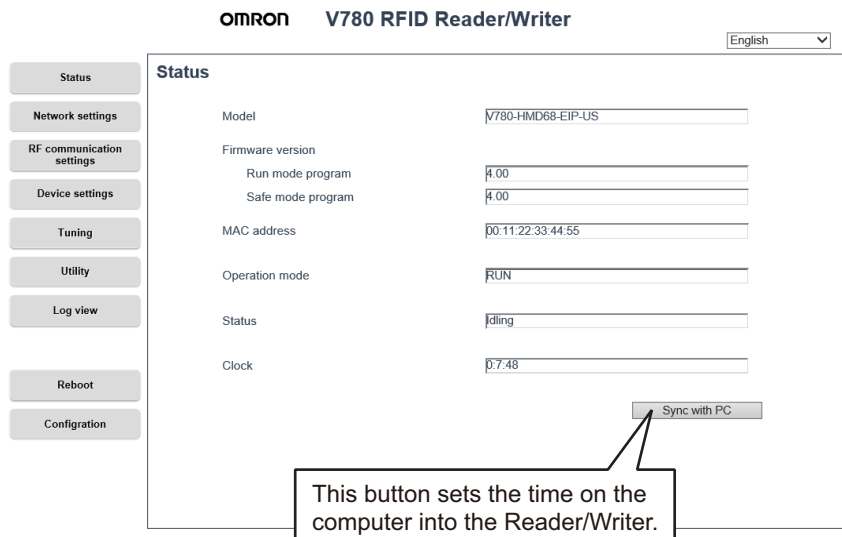 OMRON V780 RFID Reader/Writer
English
Status
Network settings
RF communication
settings
Device settings
Tuning
Utility
Log view
Reboot
Configration
Status
Model V780-HMD68-EIP-US
Firmware version
Run mode program 4.00
Safe mode program 4.00
MAC address 00:11:22:33:44:55
Operation mode RUN
Status Idling
Clock 0:7:48
Sync with PC
This button sets the time on the
computer into the Reader/Writer.